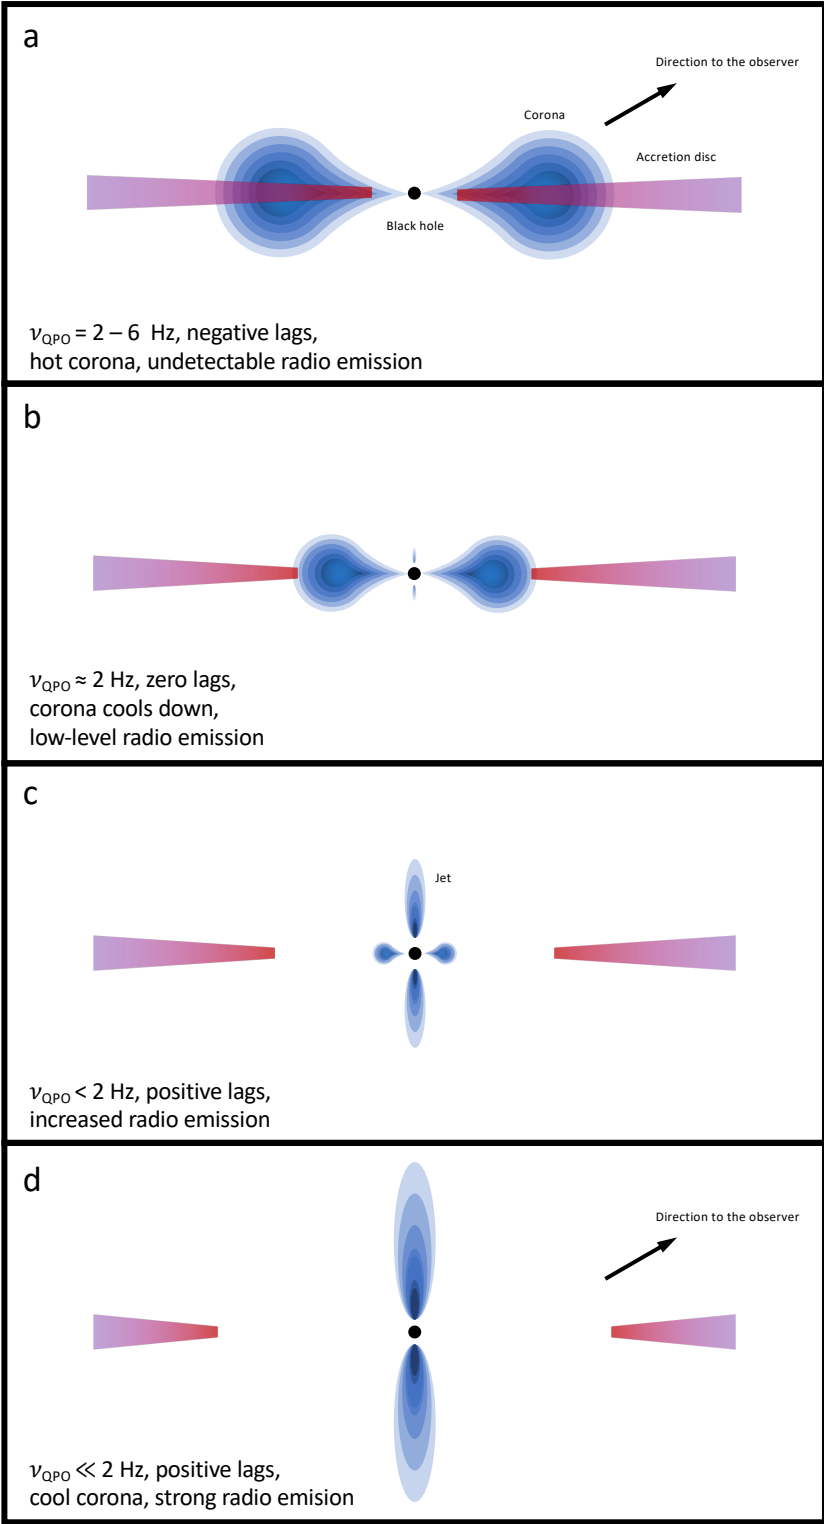 a
Direction to the observer
Corona
Accretion disc
Black hole
νQPO = 2 – 6 Hz, negative lags,
hot corona, undetectable radio emission
b
νQPO ≈ 2 Hz, zero lags,
corona cools down,
low-level radio emission
c
Jet
νQPO < 2 Hz, positive lags,
increased radio emission
d
Direction to the observer
νQPO ≪ 2 Hz, positive lags,
cool corona, strong radio emision